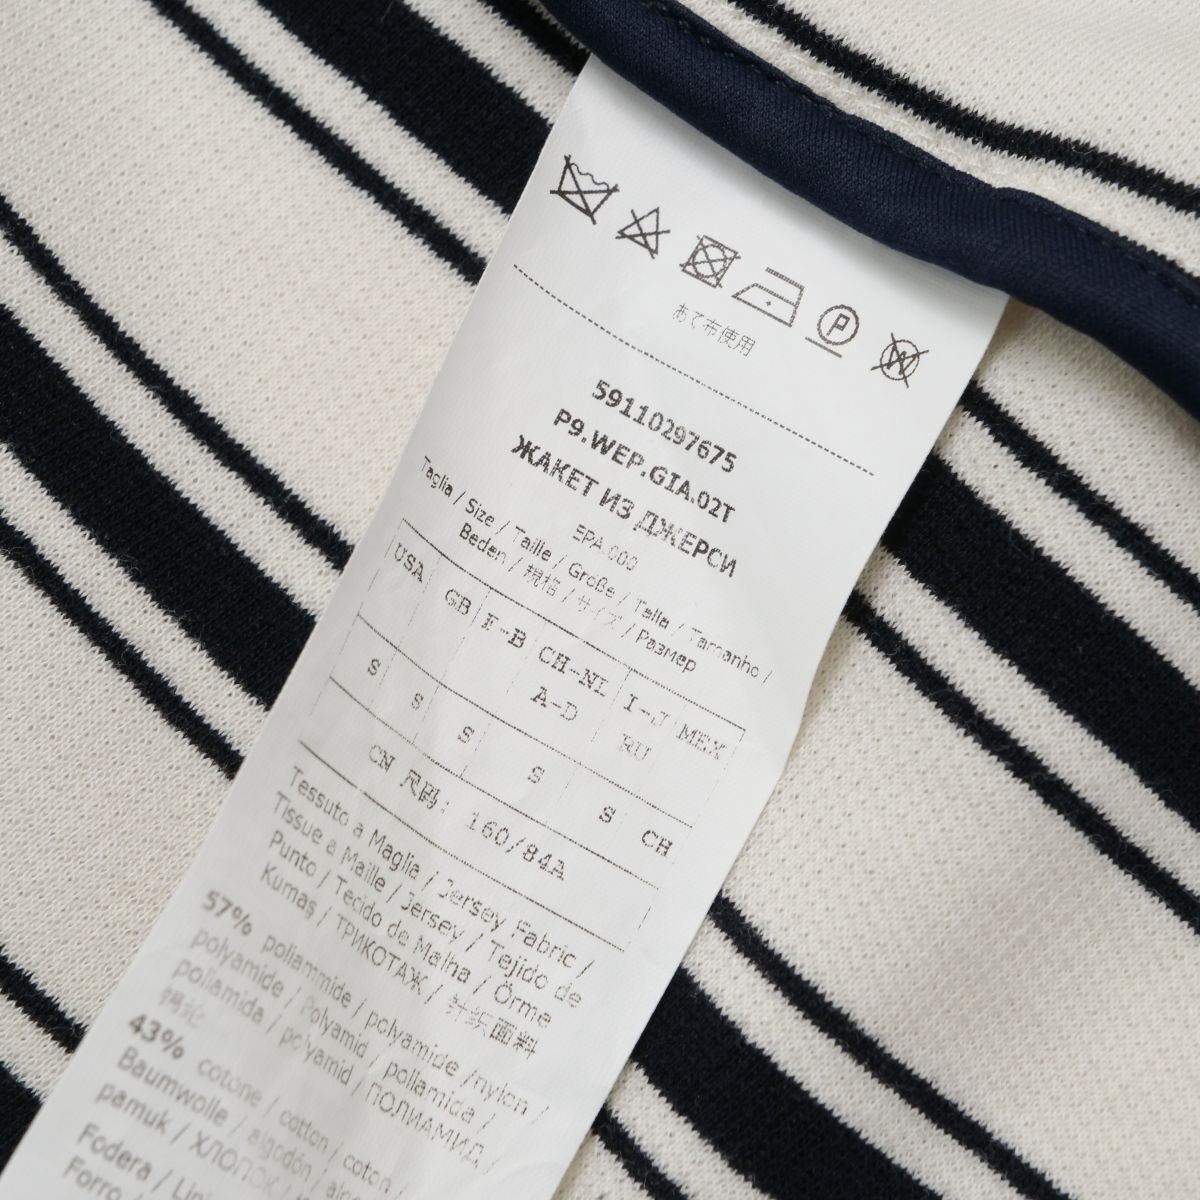 P
W
あて布使用
59110297675
P9.WEP.GIA.02T
ЖАКЕТ ИЗ ДЖЕРСИ
EPA 000
Taglia / Size / Taille / Große / Talla / Tamanho /
Beden / 規格 / サイズ / Размер
USA GB F-B CH-NL I-J MEX
A-D RU
S S S S S CH
CN 尺码: 160/84A
Tessuto a Maglia / Jersey Fabric /
Tissue a Maille / Jersey / Tejido de
Punto / Tecido de Malha / Örme
Kumaş / ТРИКОТАЖ / 针织面料
57% poliammide / polyamide /nylon /
polyamide / Polyamid / poliamida /
poliamida / polyamid / ПОЛИАМИД /
锦纶
43% cotone / cotton / coton /
Baumwolle / algodón /
pamuk / ХЛОПОК
Fodera /
Forro